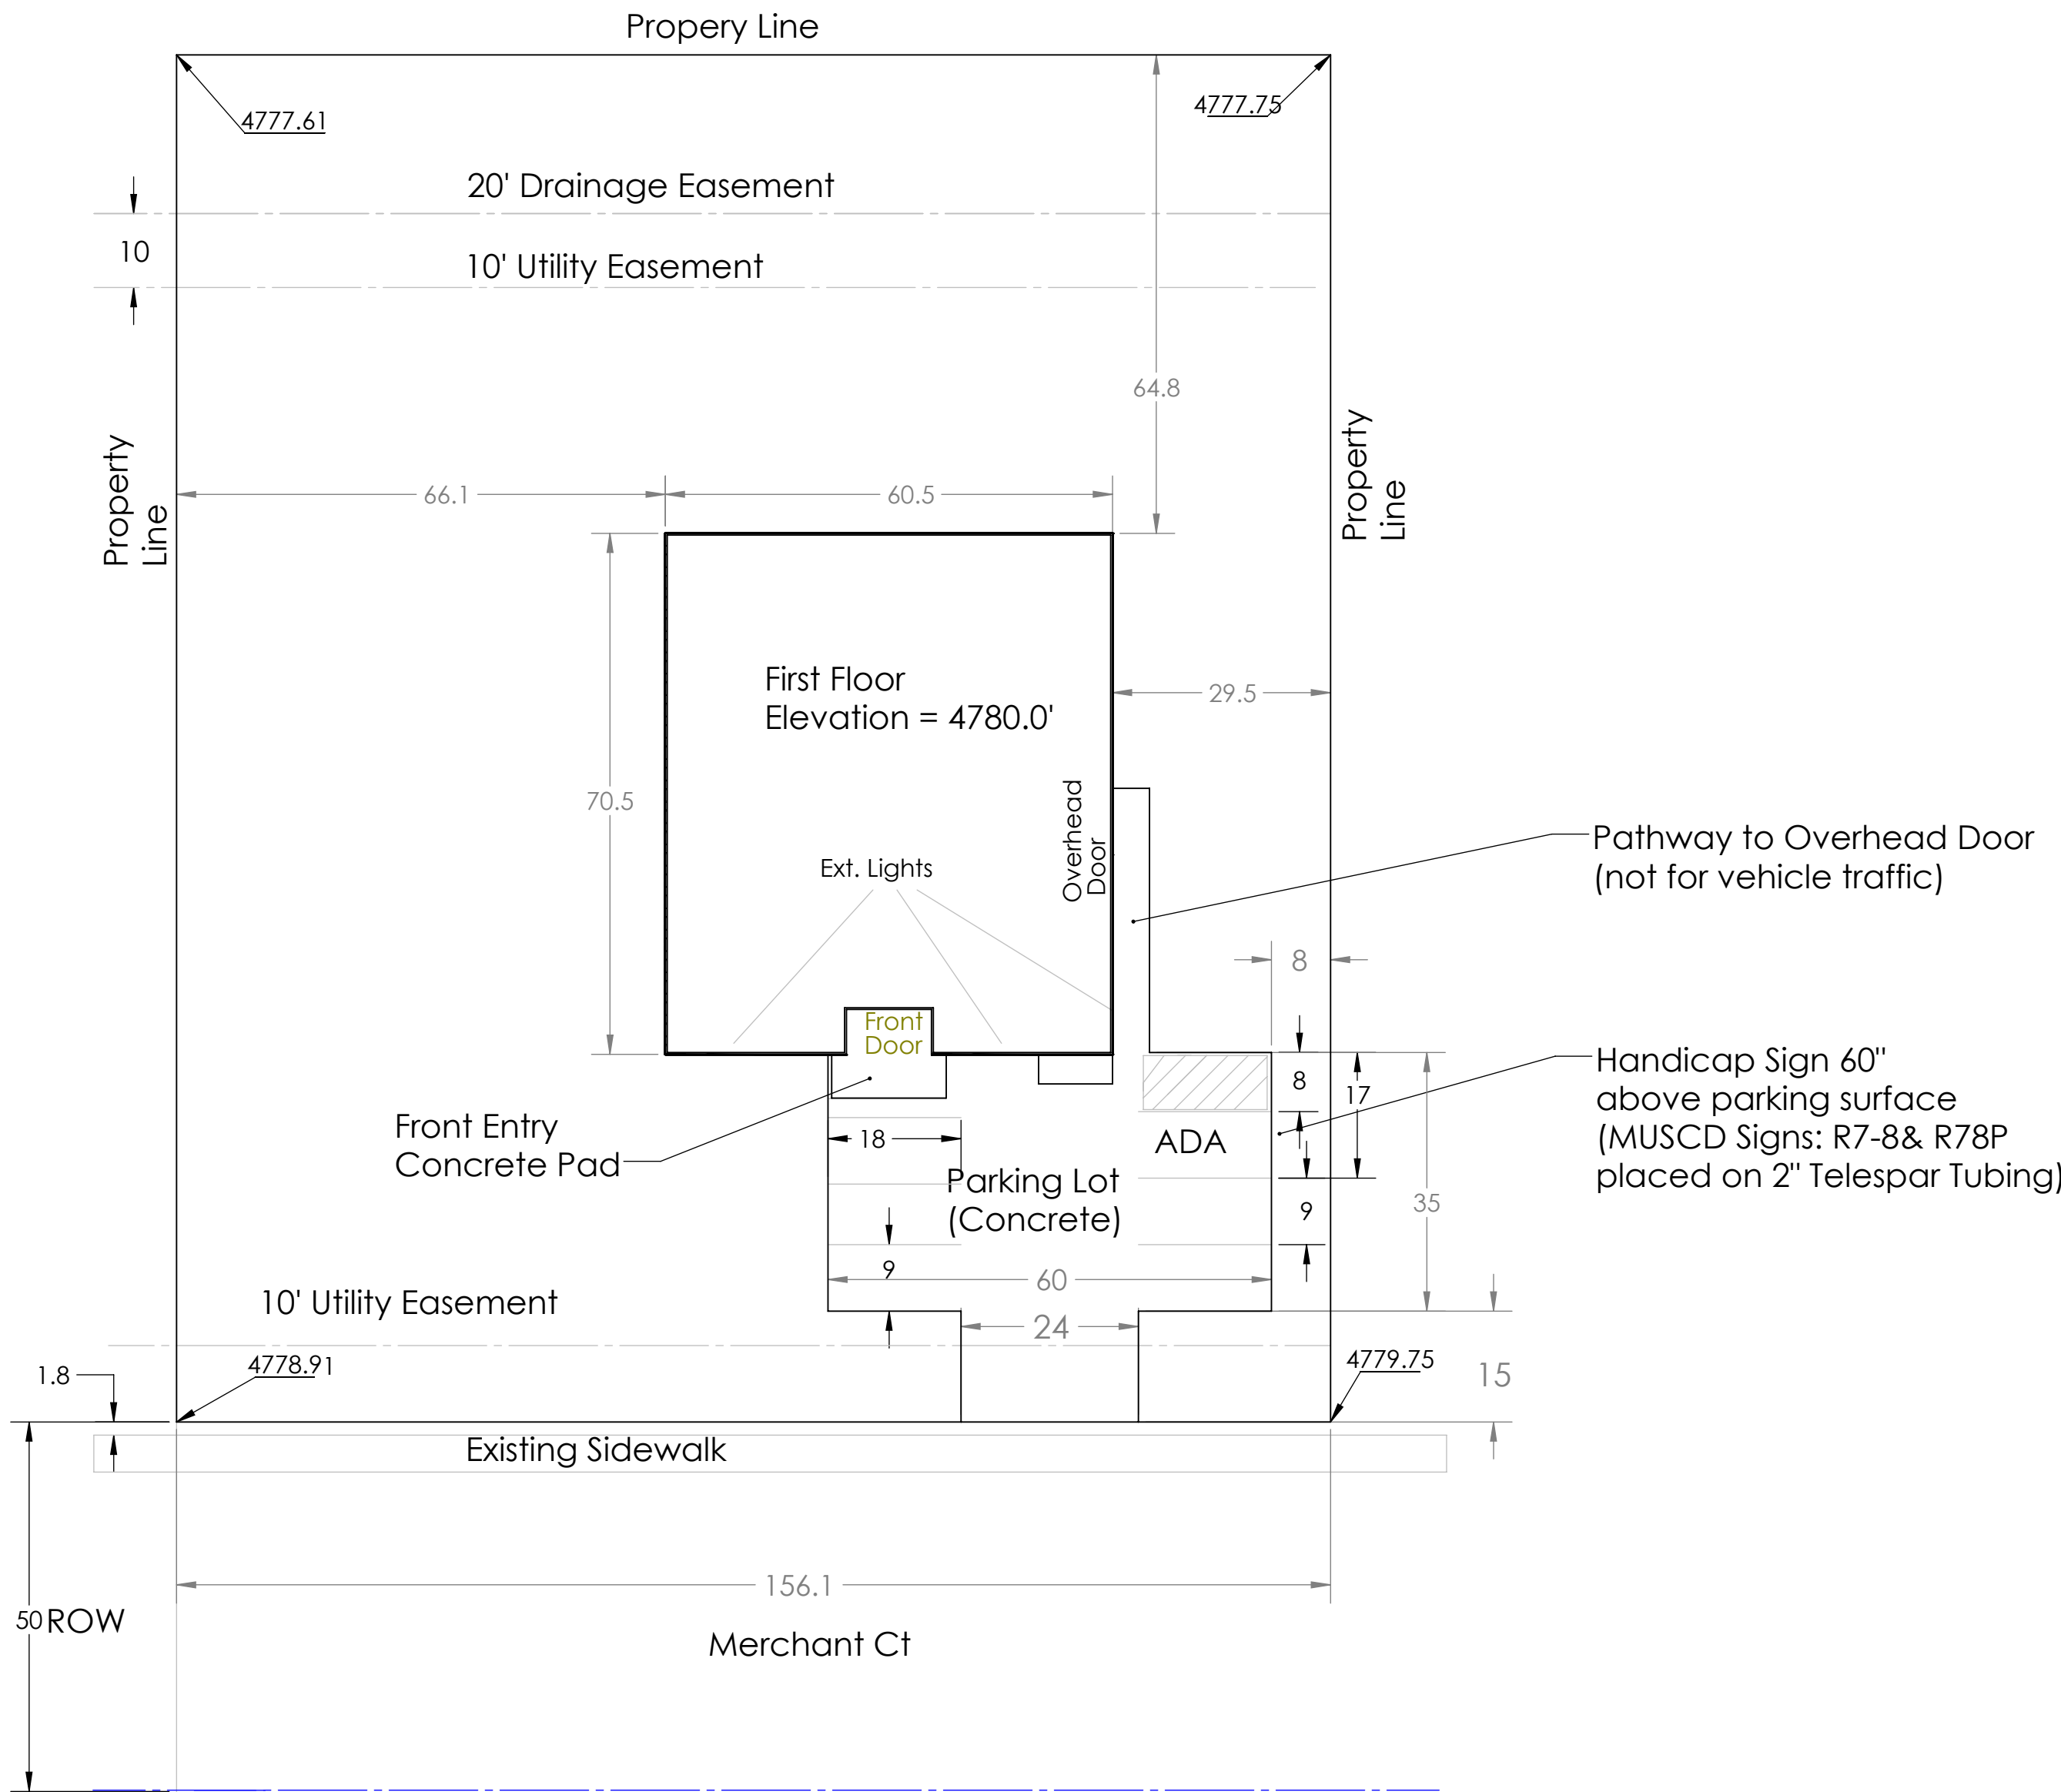 Propery Line
4777.61
4777.75
20' Drainage Easement
10
10' Utility Easement
64.8
Property
Line
Property
Line
66.1
60.5
First Floor
Elevation = 4780.0'
29.5
70.5
Overhead
Door
Pathway to Overhead Door
(not for vehicle traffic)
Ext. Lights
8
Front
Door
Handicap Sign 60"
above parking surface
(MUSCD Signs: R7-8& R78P
placed on 2" Telespar Tubing)
8
17
Front Entry
Concrete Pad
18
ADA
Parking Lot
(Concrete)
35
9
9
60
10' Utility Easement
24
4778.91
4779.75
1.8
15
Existing Sidewalk
156.1
50 ROW
Merchant Ct